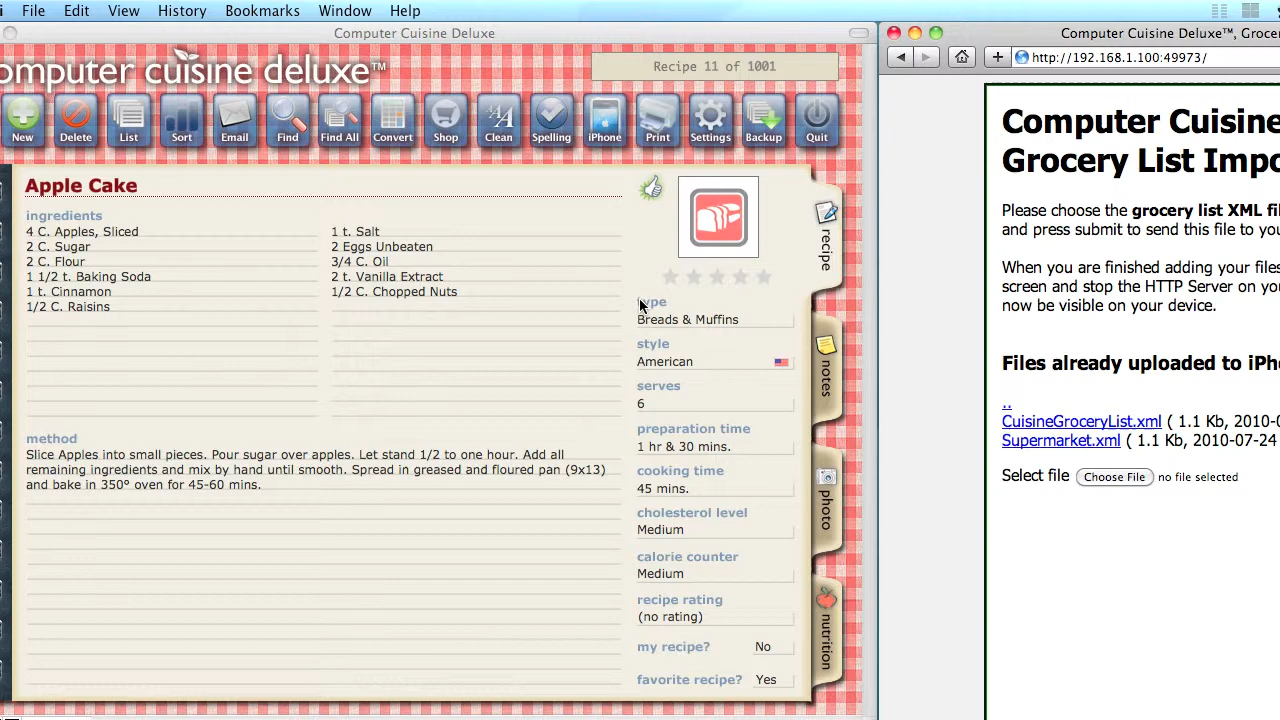 File Edit View History Bookmarks Window Help
Computer Cuisine Deluxe
omputer cuisine deluxe™
Recipe 11 of 1001
New Delete List Sort Email Find Find All Convert Shop Clean Spelling iPhone Print Settings Backup Quit
Apple Cake
ingredients
4 C. Apples, Sliced
2 C. Sugar
2 C. Flour
1 1/2 t. Baking Soda
1 t. Cinnamon
1/2 C. Raisins
1 t. Salt
2 Eggs Unbeaten
3/4 C. Oil
2 t. Vanilla Extract
1/2 C. Chopped Nuts
method
Slice Apples into small pieces. Pour sugar over apples. Let stand 1/2 to one hour. Add all
remaining ingredients and mix by hand until smooth. Spread in greased and floured pan (9x13)
and bake in 350° oven for 45-60 mins.
type
Breads & Muffins
style
American
serves
6
preparation time
1 hr & 30 mins.
cooking time
45 mins.
cholesterol level
Medium
calorie counter
Medium
recipe rating
(no rating)
my recipe? No
favorite recipe? Yes
recipe
notes
photo
nutrition
Computer Cuisine Deluxe™, Groce
http://192.168.1.100:49973/
Computer Cuisine
Grocery List Impo
Please choose the grocery list XML fil
and press submit to send this file to you
When you are finished adding your files
screen and stop the HTTP Server on yo
now be visible on your device.
Files already uploaded to iPho
..
CuisineGroceryList.xml ( 1.1 Kb, 2010-0
Supermarket.xml ( 1.1 Kb, 2010-07-24
Select file Choose File no file selected